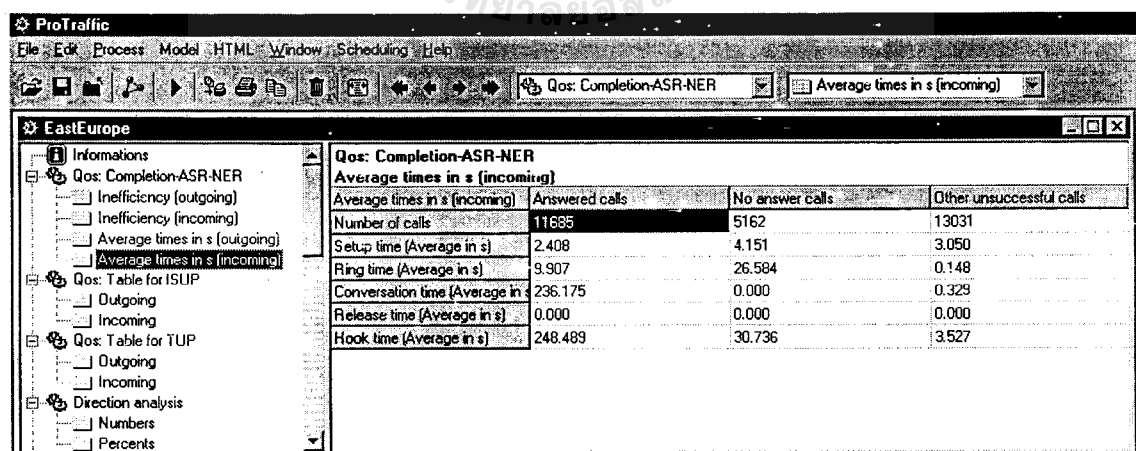 ProTraffic
File Edit Process Model HTML Window Scheduling Help
Qos: Completion-ASR-NER Average times in s (incoming)
EastEurope
Informations
Qos: Completion-ASR-NER
Inefficiency (outgoing)
Inefficiency (incoming)
Average times in s (outgoing)
Average times in s (incoming)
Qos: Table for ISUP
Outgoing
Incoming
Qos: Table for TUP
Outgoing
Incoming
Direction analysis
Numbers
Percents
Qos: Completion-ASR-NER
Average times in s (incoming)
Average times in s (incoming) Answered calls No answer calls Other unsuccessful calls
Number of calls 11685 5162 13031
Setup time (Average in s) 2.408 4.151 3.050
Ring time (Average in s) 9.907 26.584 0.148
Conversation time (Average in s 236.175 0.000 0.329
Release time (Average in s) 0.000 0.000 0.000
Hook time (Average in s) 248.489 30.736 3.527